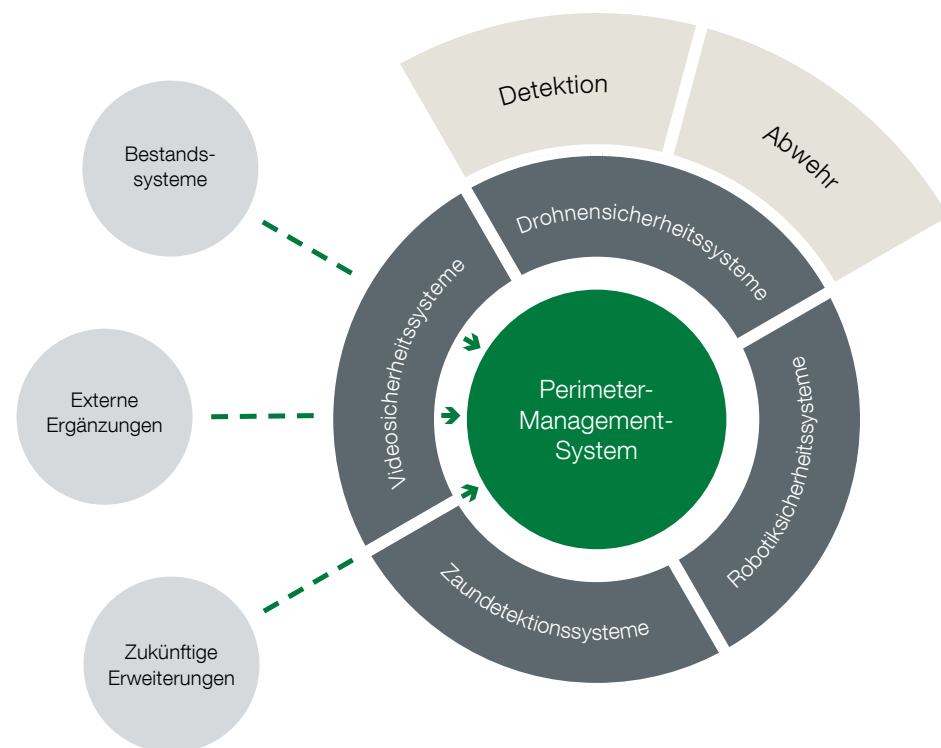 Detektion
Abwehr
Bestands-
systeme
Drohnensicherheitssysteme
Videosicherheitssysteme
Externe
Ergänzungen
Perimeter-
Management-
System
Robotiksicherheitssysteme
Zaundetektionssysteme
Zukünftige
Erweiterungen